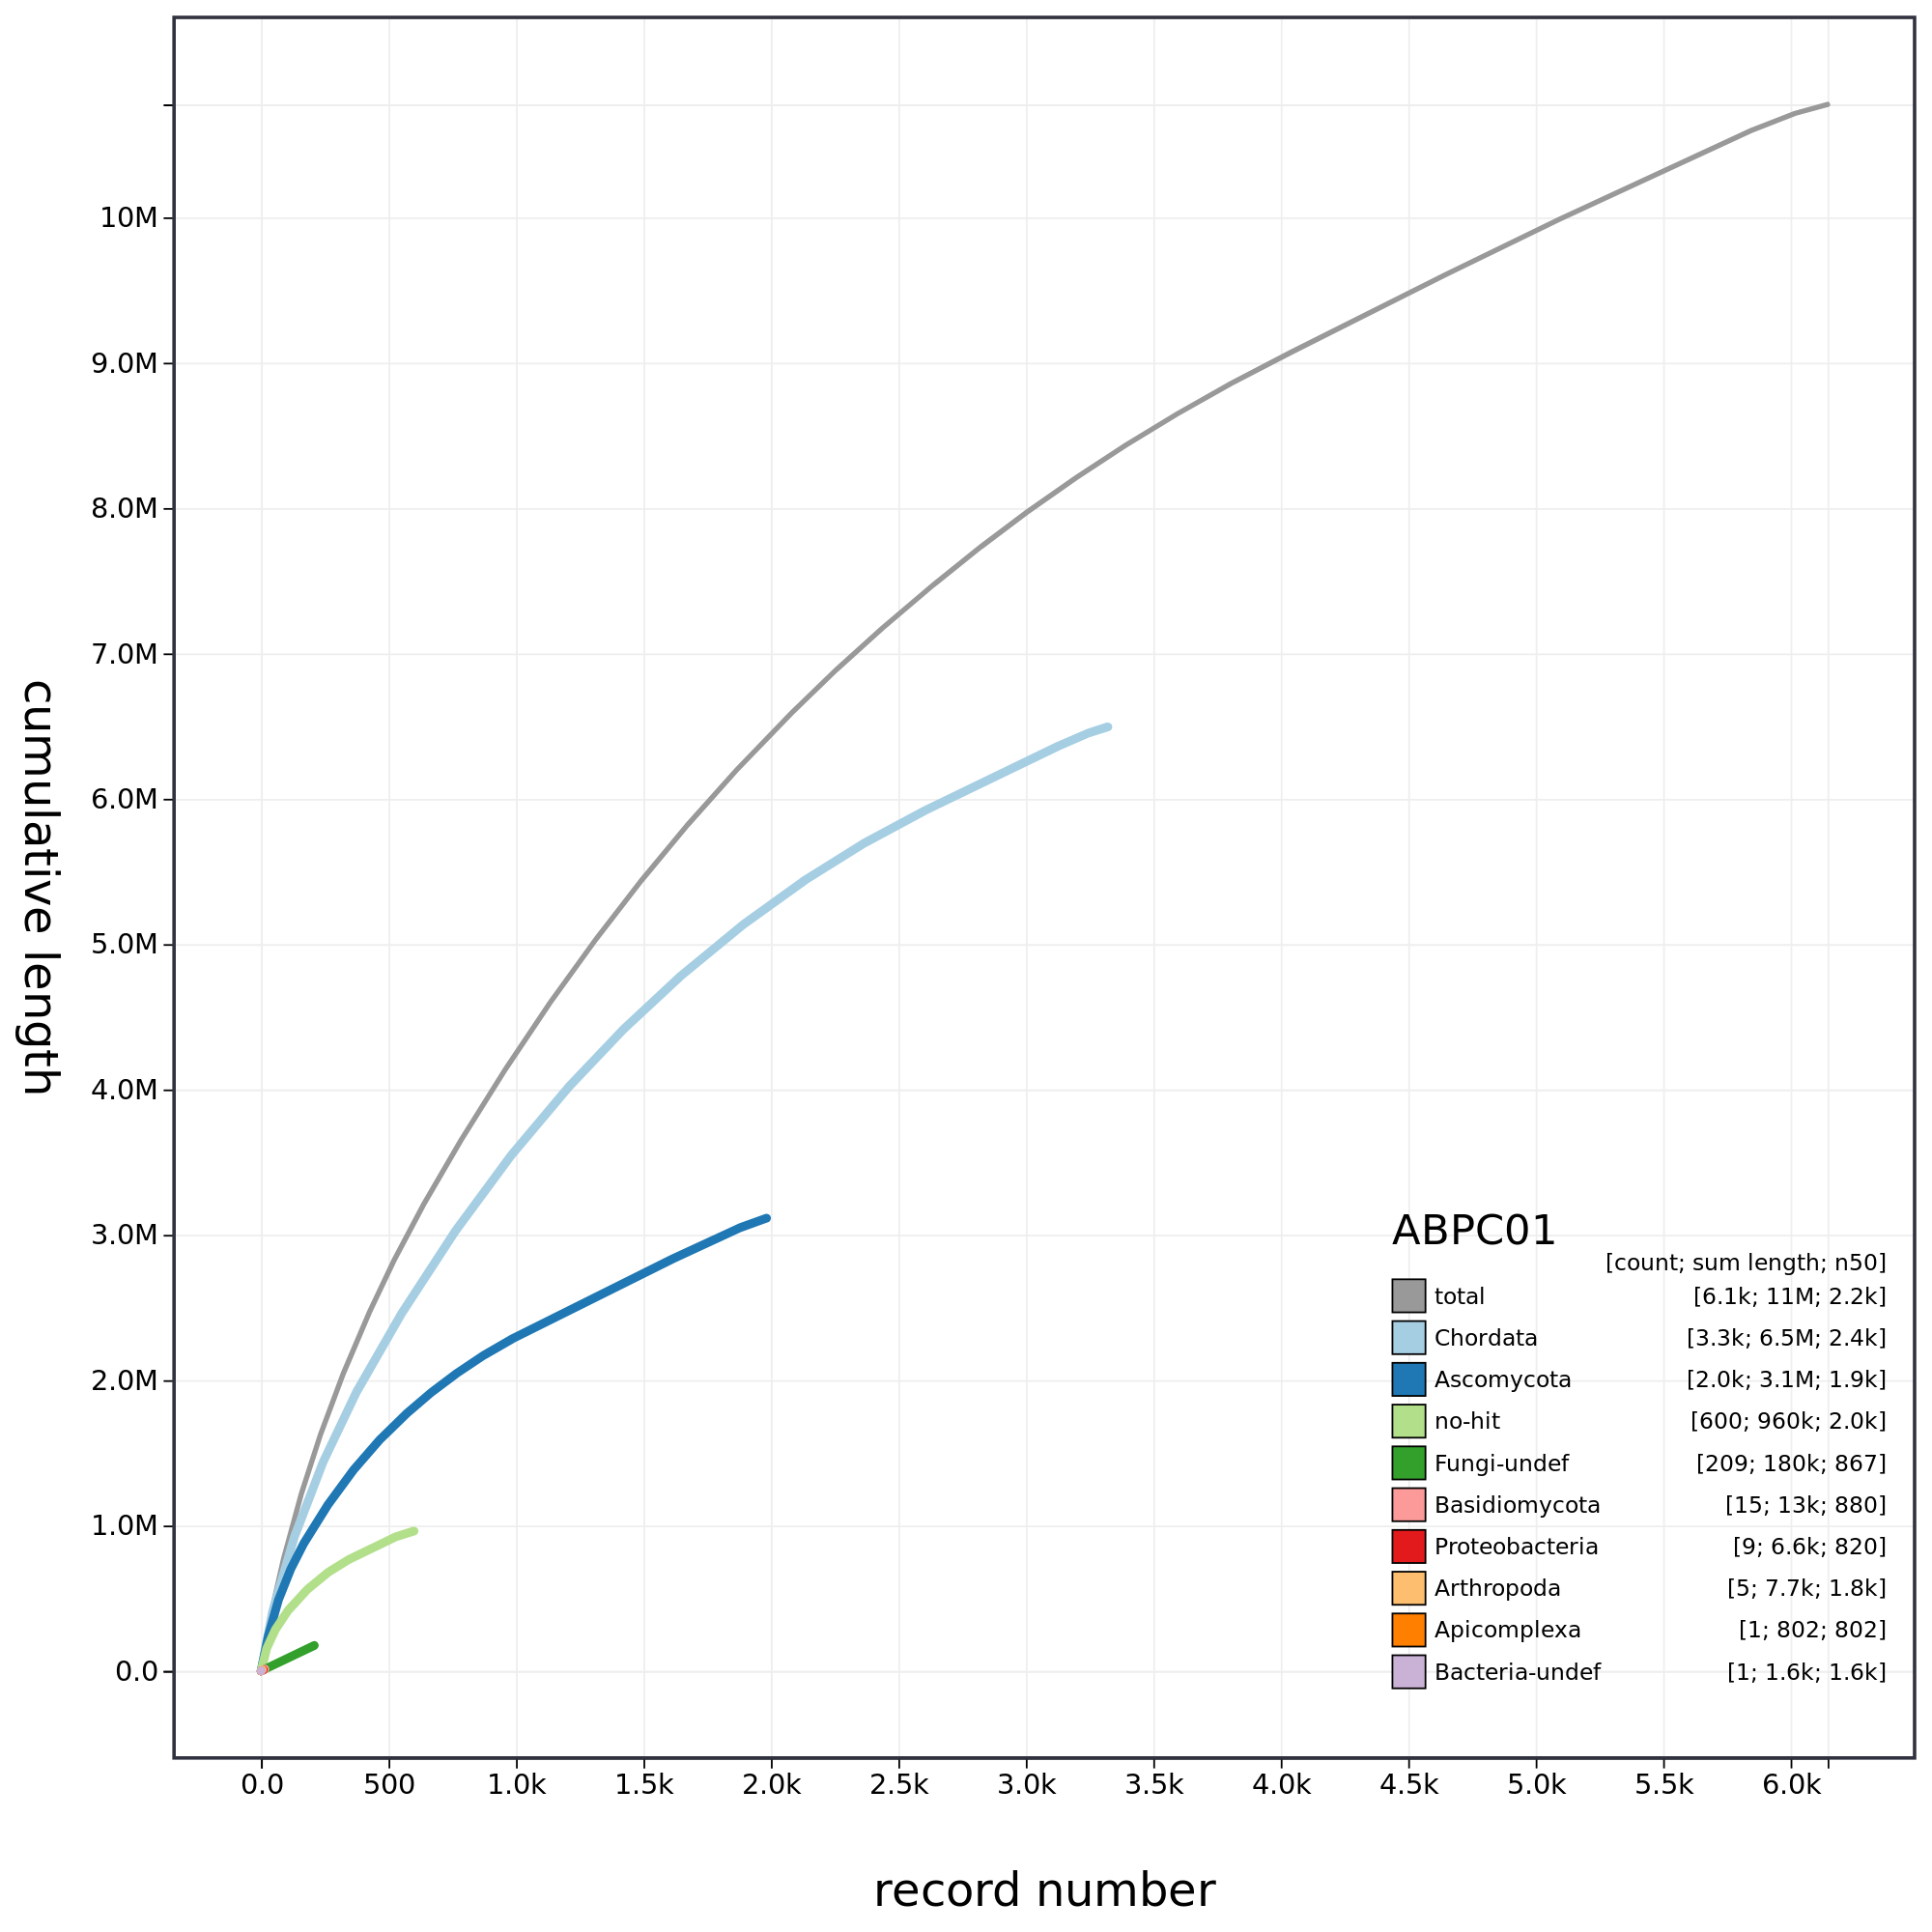 10M
9.0M
8.0M
7.0M
6.0M
5.0M
4.0M
3.0M
2.0M
1.0M
0.0
cumulative length
ABPC01
[count; sum length; n50]
total [6.1k; 11M; 2.2k]
Chordata [3.3k; 6.5M; 2.4k]
Ascomycota [2.0k; 3.1M; 1.9k]
no-hit [600; 960k; 2.0k]
Fungi-undef [209; 180k; 867]
Basidiomycota [15; 13k; 880]
Proteobacteria [9; 6.6k; 820]
Arthropoda [5; 7.7k; 1.8k]
Apicomplexa [1; 802; 802]
Bacteria-undef [1; 1.6k; 1.6k]
0.0 500 1.0k 1.5k 2.0k 2.5k 3.0k 3.5k 4.0k 4.5k 5.0k 5.5k 6.0k
record number